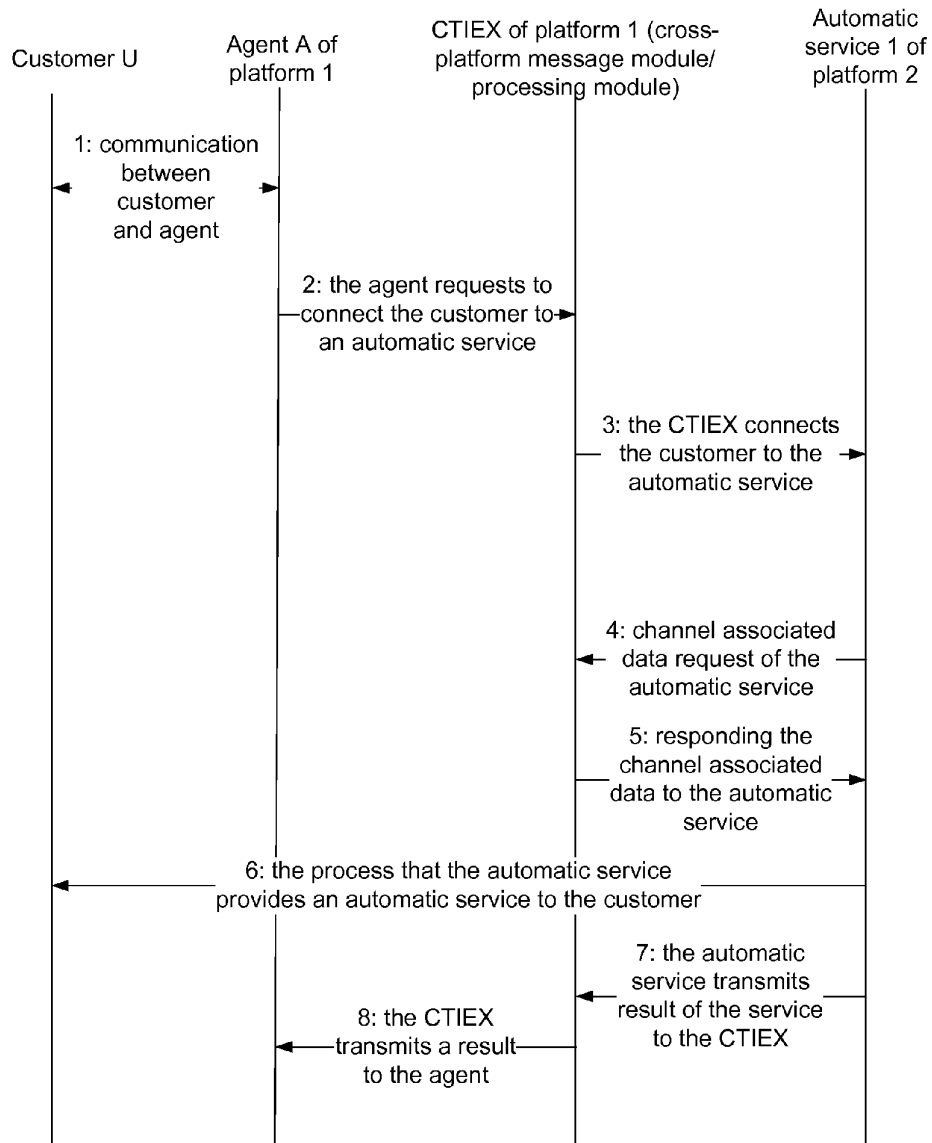 Customer U
Agent A of
platform 1
CTIEX of platform 1 (cross-
platform message module/
processing module)
Automatic
service 1 of
platform 2
1: communication
between
customer
and agent
2: the agent requests to
connect the customer to
an automatic service
3: the CTIEX connects
the customer to the
automatic service
4: channel associated
data request of the
automatic service
5: responding the
channel associated
data to the automatic
service
6: the process that the automatic service
provides an automatic service to the customer
7: the automatic
service transmits
result of the service
to the CTIEX
8: the CTIEX
transmits a result
to the agent